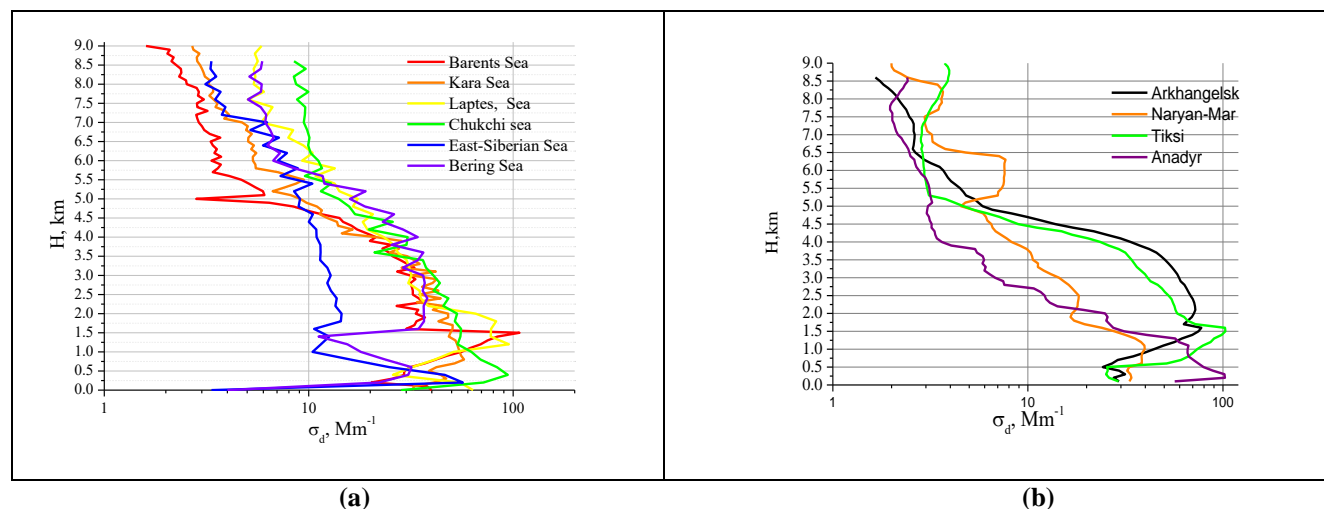 9.0
8.5
8.0
7.5
7.0
6.5
6.0
5.5
5.0
4.5
4.0
3.5
3.0
2.5
2.0
1.5
1.0
0.5
0.0
H, km
Barents Sea
Kara Sea
Laptes, Sea
Chukchi sea
East-Siberian Sea
Bering Sea
1 10 100
σd, Mm-1
(a)
9.0
8.5
8.0
7.5
7.0
6.5
6.0
5.5
5.0
4.5
4.0
3.5
3.0
2.5
2.0
1.5
1.0
0.5
0.0
H,km
Arkhangelsk
Naryan-Mar
Tiksi
Anadyr
1 10 100
σd, Mm-1
(b)